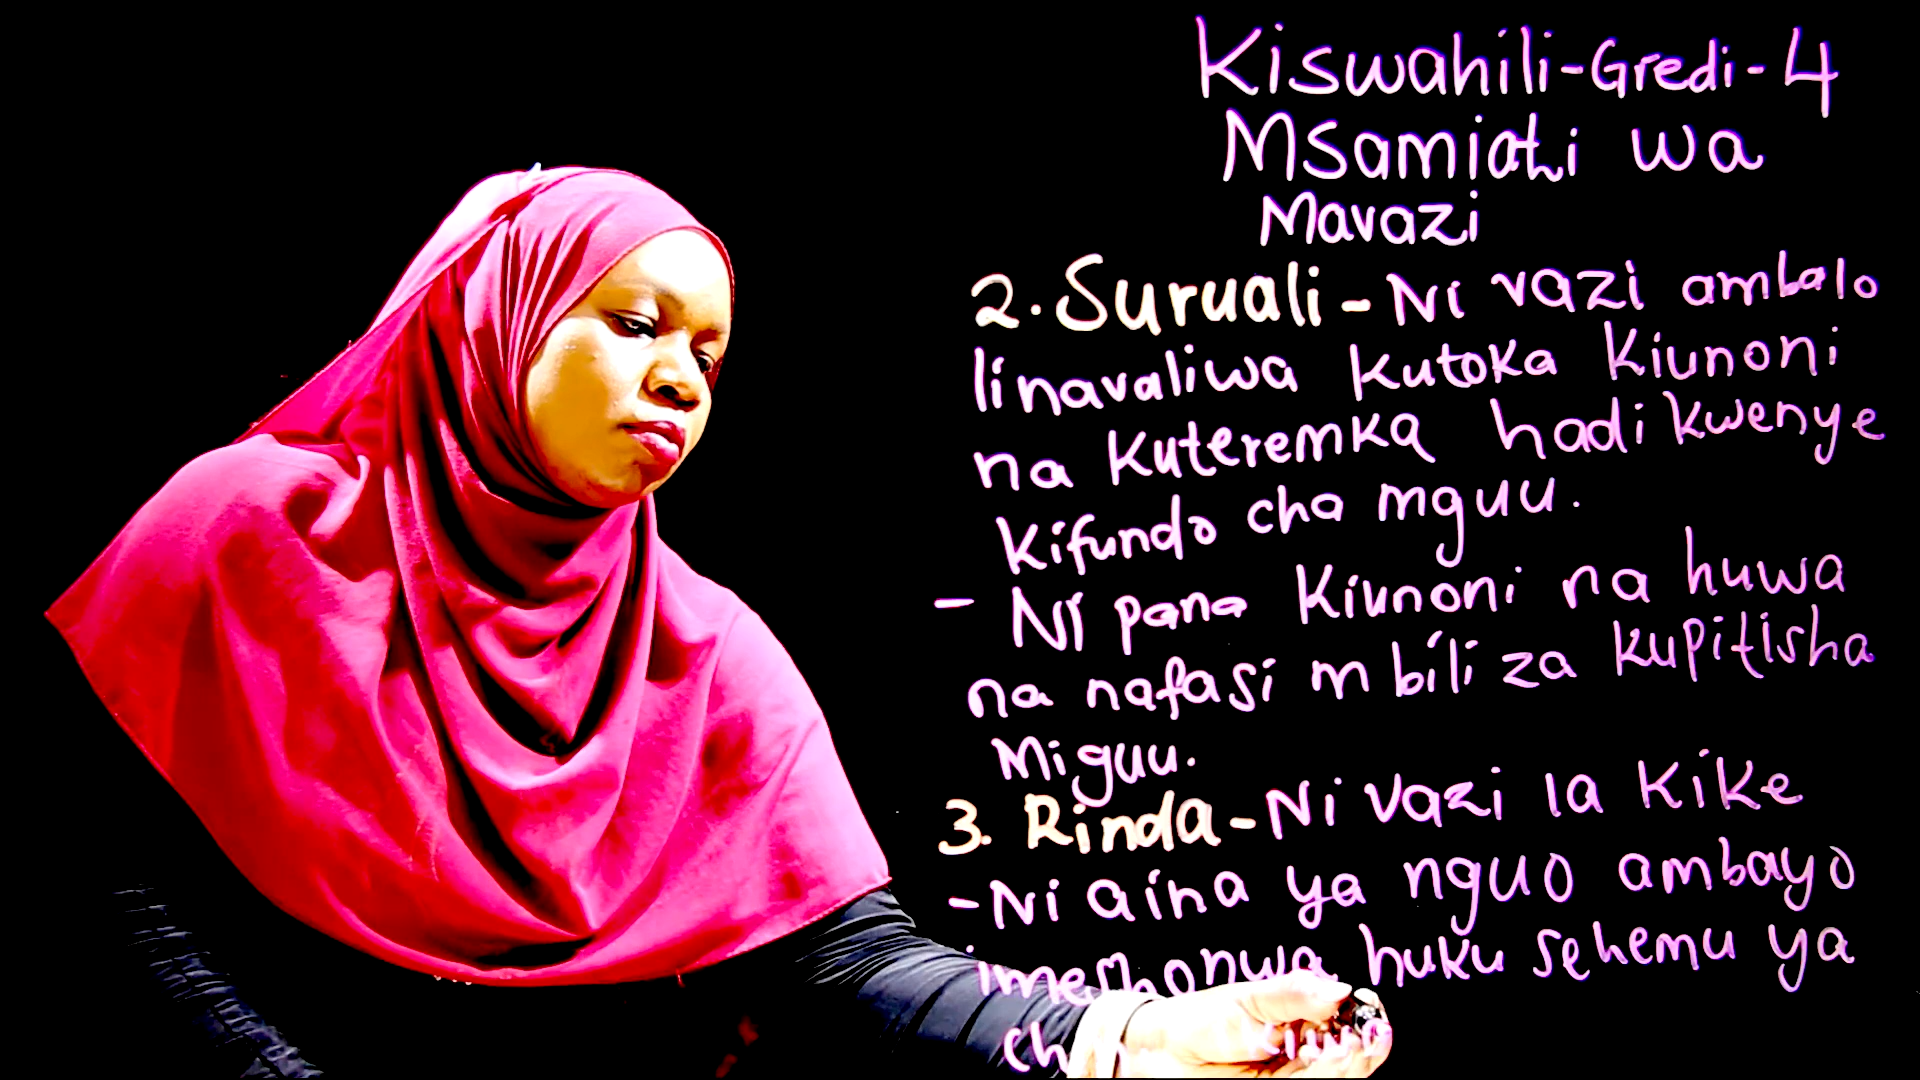 Kiswahili-Gredi-4
Msamiati wa
Mavazi
2. Suruali - Ni vazi ambalo
linavaliwa kutoka kiunoni
na kuteremka hadi kwenye
kifundo cha mguu.
- Ni pana kiunoni na huwa
na nafasi mbili za kupitisha
miguu.
3. Rinda - Ni vazi la kike
- Ni aina ya nguo ambayo
imeshonwa huku sehemu ya